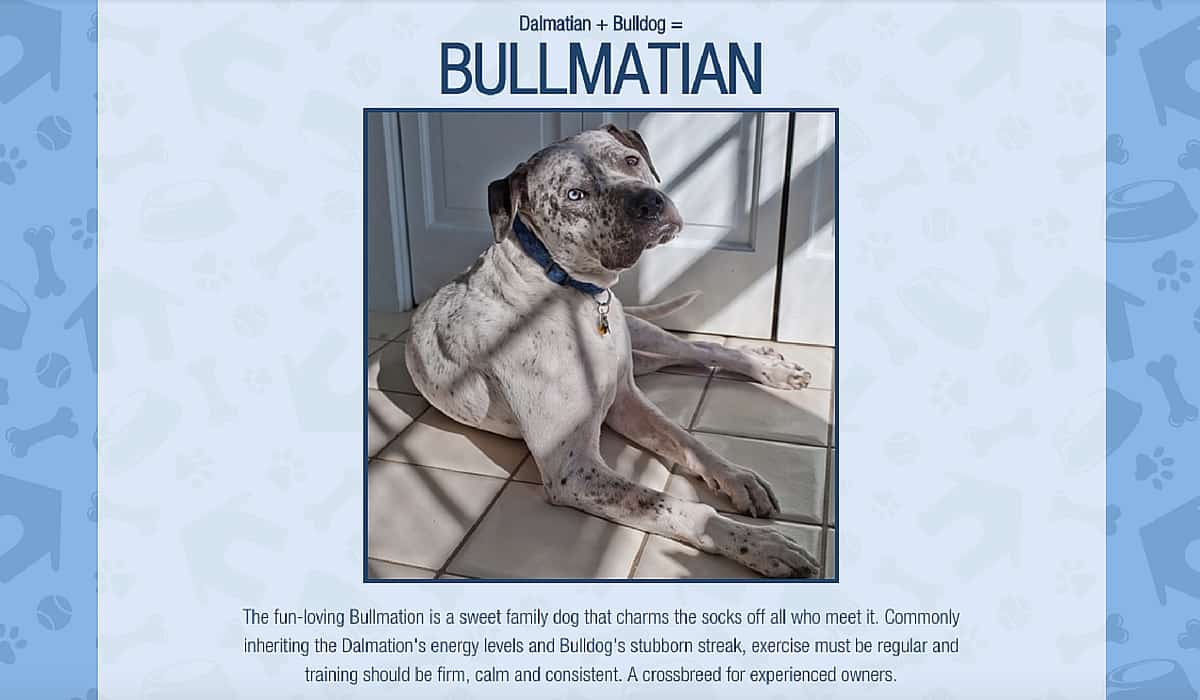 Dalmatian + Bulldog =
BULLMATIAN
The fun-loving Bullmation is a sweet family dog that charms the socks off all who meet it. Commonly
inheriting the Dalmation's energy levels and Bulldog's stubborn streak, exercise must be regular and
training should be firm, calm and consistent. A crossbreed for experienced owners.